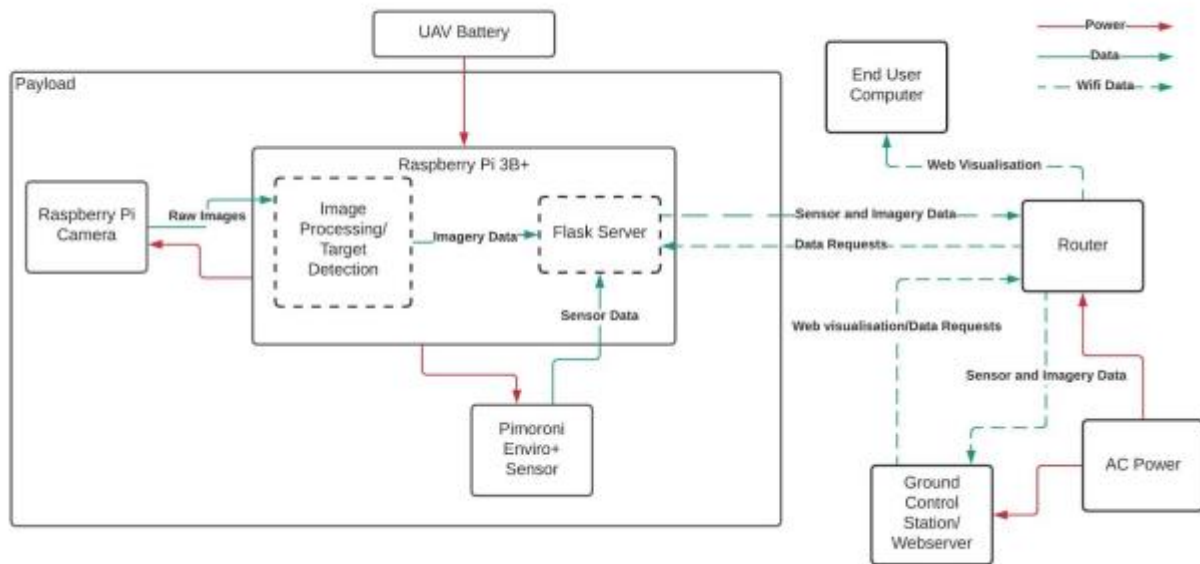 UAV Battery
Power
Data
Wifi Data
Payload
End User
Computer
Raspberry Pi 3B+
Web Visualisation
Raspberry Pi
Camera
Raw Images
Image
Processing/
Target
Detection
Imagery Data
Flask Server
Sensor and Imagery Data
Data Requests
Router
Sensor Data
Web visualisation/Data Requests
Sensor and Imagery Data
Pimoroni
Enviro+
Sensor
AC Power
Ground
Control
Station/
Webserver